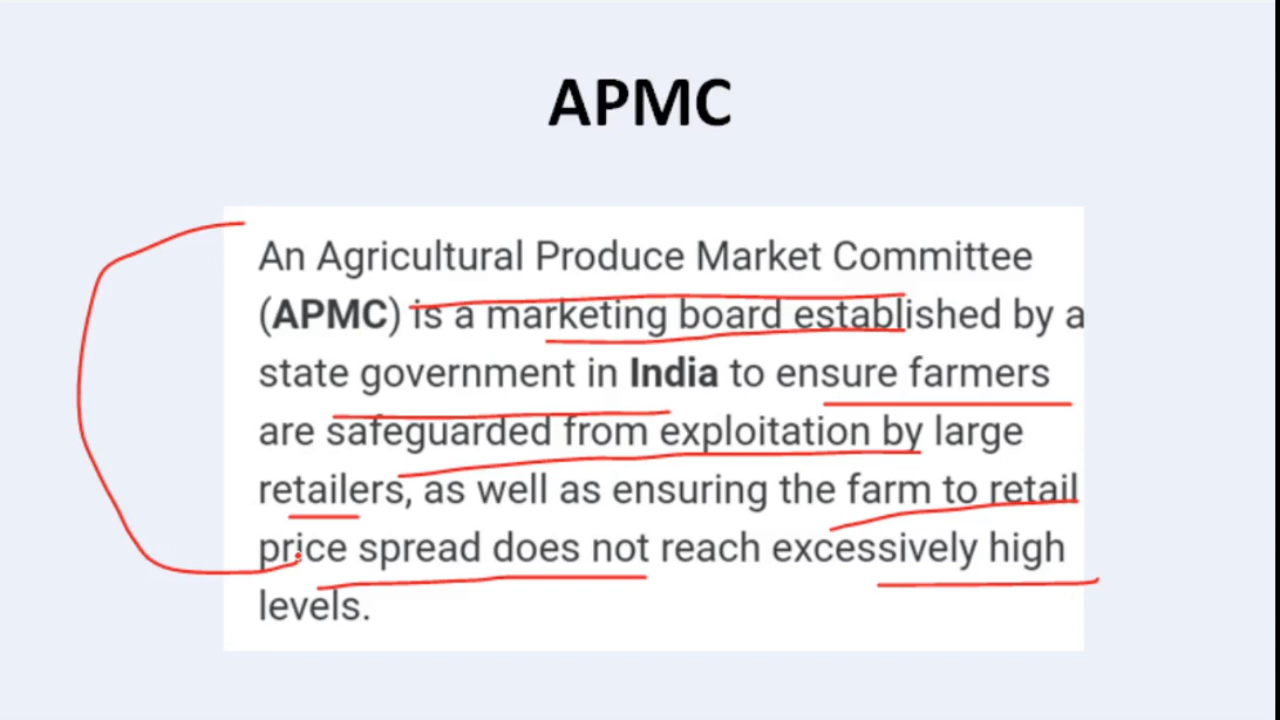 APMC
An Agricultural Produce Market Committee
(APMC) is a marketing board established by a
state government in India to ensure farmers
are safeguarded from exploitation by large
retailers, as well as ensuring the farm to retail
price spread does not reach excessively high
levels.